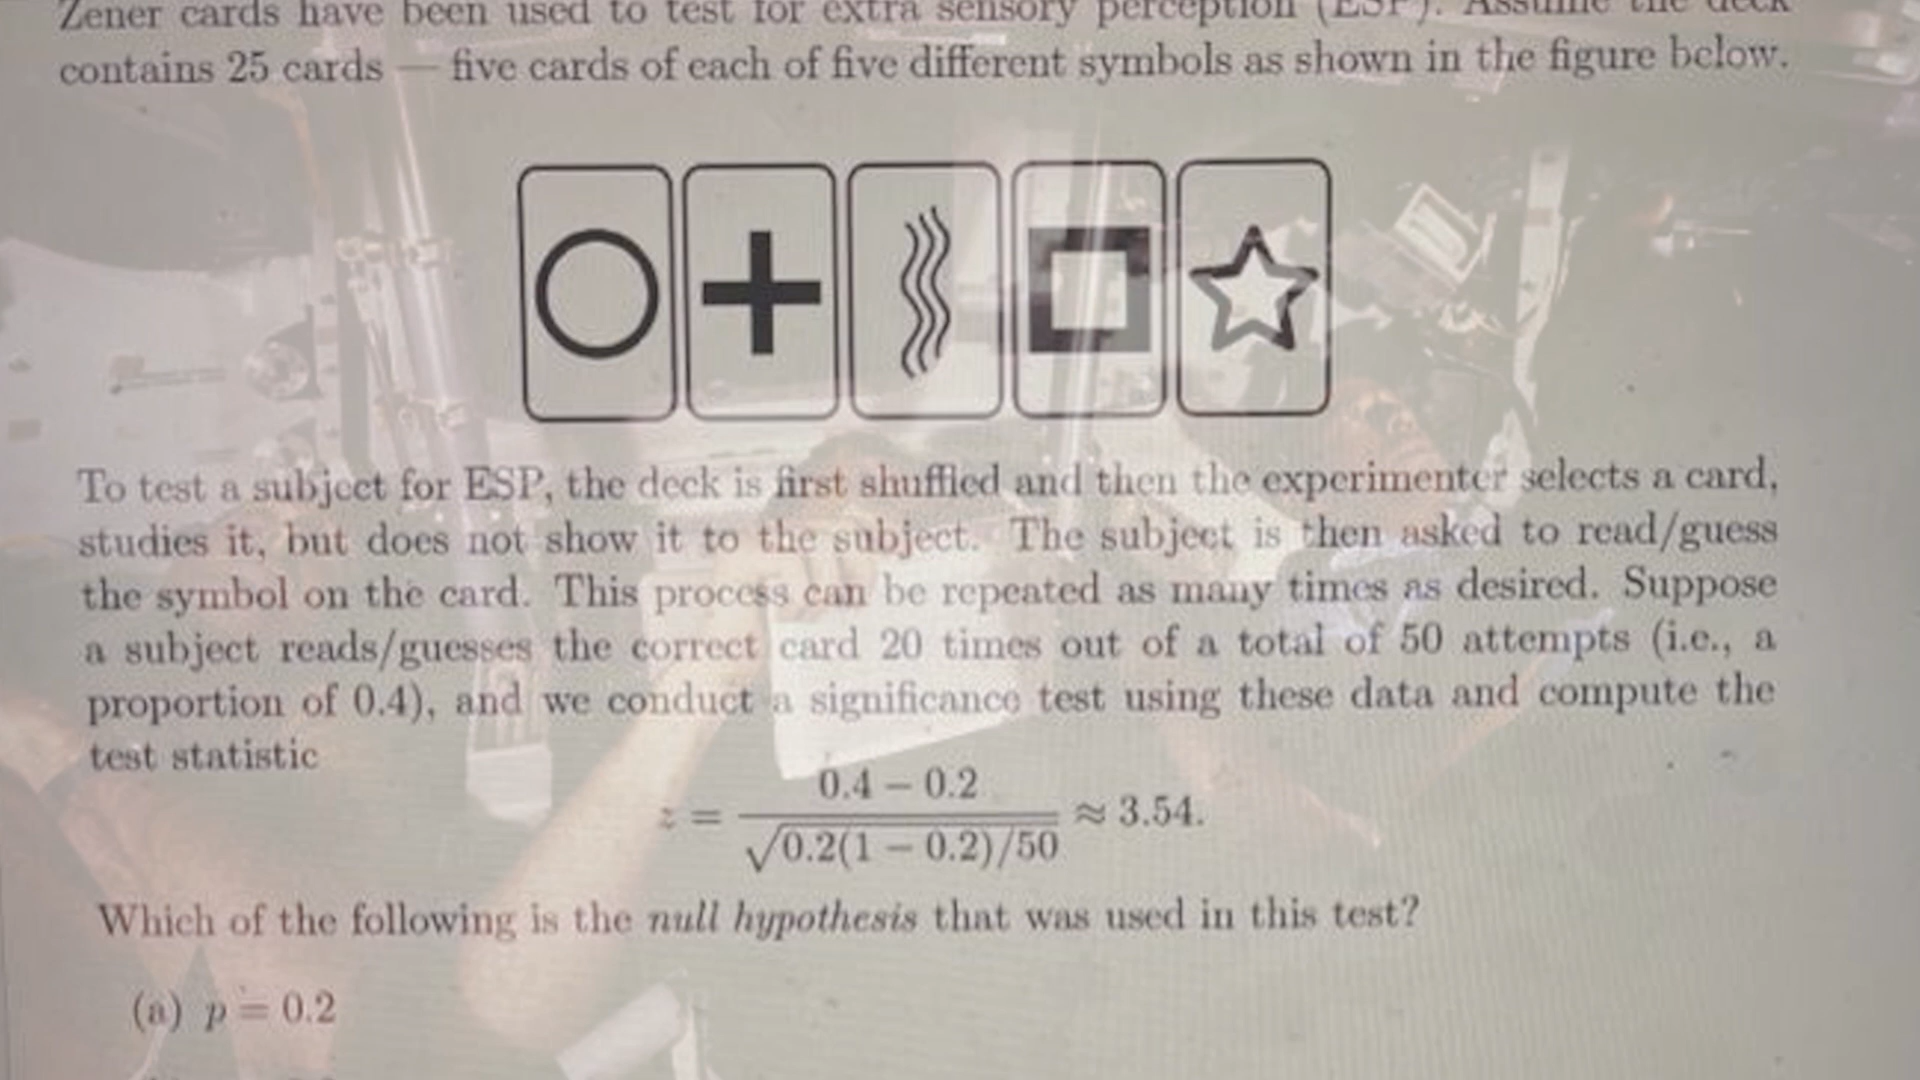 Zener cards have been used to test for extra sensory perception (ESP). Assume the deck
contains 25 cards — five cards of each of five different symbols as shown in the figure below.
To test a subject for ESP, the deck is first shuffled and then the experimenter selects a card,
studies it, but does not show it to the subject. The subject is then asked to read/guess
the symbol on the card. This process can be repeated as many times as desired. Suppose
a subject reads/guesses the correct card 20 times out of a total of 50 attempts (i.e., a
proportion of 0.4), and we conduct a significance test using these data and compute the
test statistic
z = (0.4 − 0.2) / √(0.2(1 − 0.2)/50) ≈ 3.54.
Which of the following is the null hypothesis that was used in this test?
(a) p = 0.2